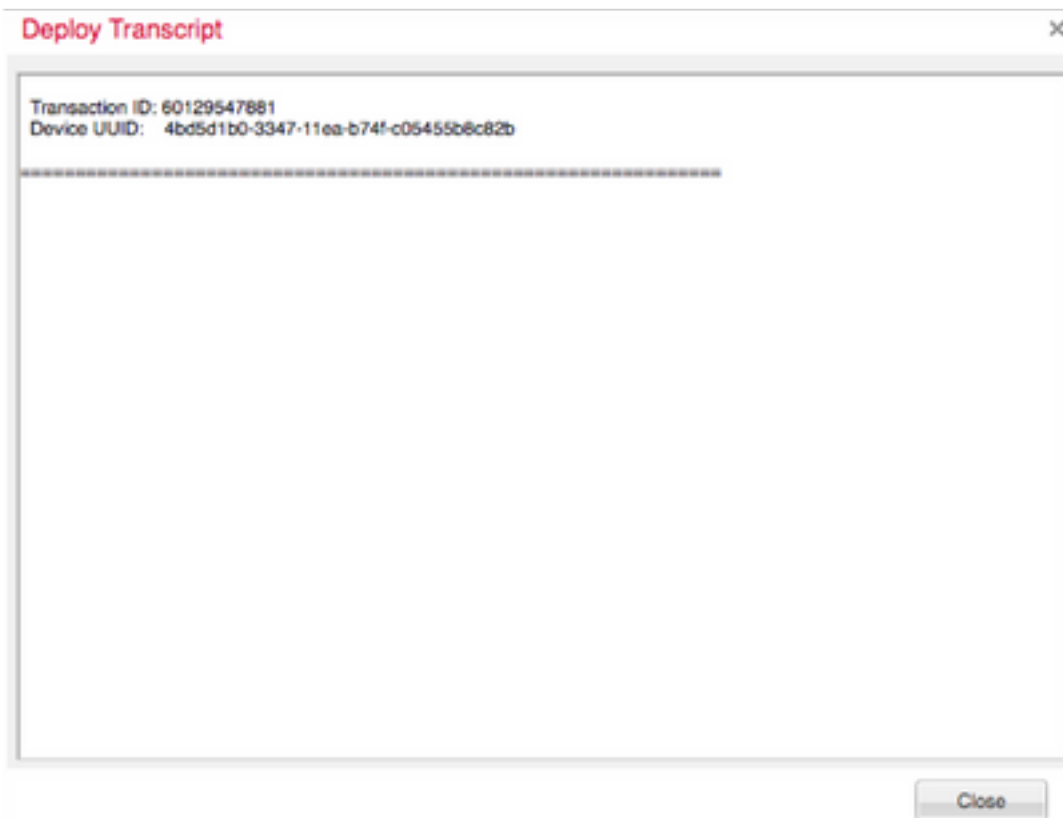 Deploy Transcript
Transaction ID: 60129547881
Device UUID: 4bd5d1b0-3347-11ea-b74f-c05455b8c82b
================================================================
Close